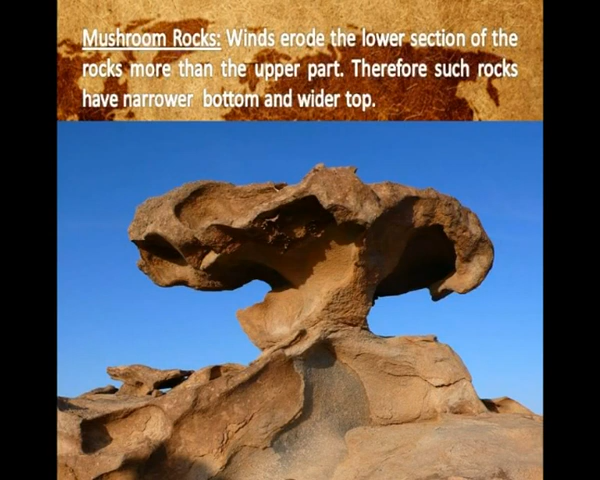 Mushroom Rocks: Winds erode the lower section of the
rocks more than the upper part. Therefore such rocks
have narrower bottom and wider top.